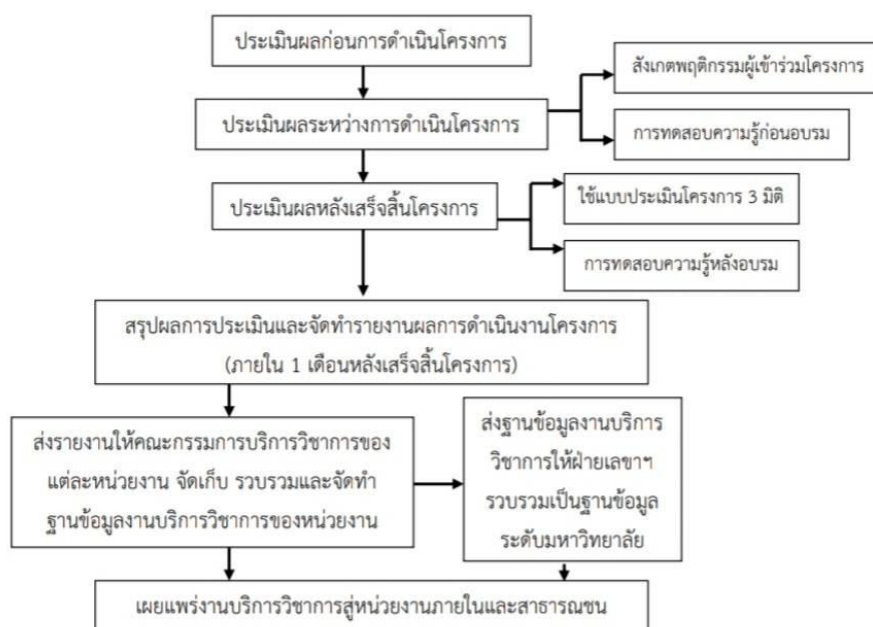 ประเมินผลก่อนการดำเนินโครงการ
สังเกตพฤติกรรมผู้เข้าร่วมโครงการ
ประเมินผลระหว่างการดำเนินโครงการ
การทดสอบความรู้ก่อนอบรม
ใช้แบบประเมินโครงการ 3 มิติ
ประเมินผลหลังเสร็จสิ้นโครงการ
การทดสอบความรู้หลังอบรม
สรุปผลการประเมินและจัดทำรายงานผลการดำเนินงานโครงการ
(ภายใน 1 เดือนหลังเสร็จสิ้นโครงการ)
ส่งรายงานให้คณะกรรมการบริการวิชาการของ
แต่ละหน่วยงาน จัดเก็บ รวบรวมและจัดทำ
ฐานข้อมูลงานบริการวิชาการของหน่วยงาน
ส่งฐานข้อมูลงานบริการ
วิชาการให้ฝ่ายเลขาฯ
รวบรวมเป็นฐานข้อมูล
ระดับมหาวิทยาลัย
เผยแพร่งานบริการวิชาการสู่หน่วยงานภายในและสาธารณชน